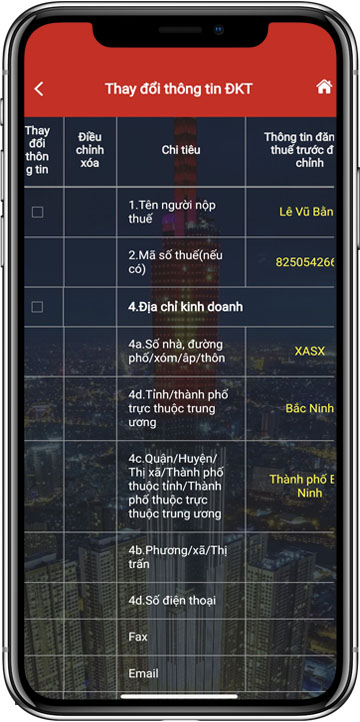 Thay đổi thông tin ĐKT
Thay
đổi
thôn
g tin
Điều
chỉnh
xóa
Chi tiêu
Thông tin đăn
thuế trước đ
chỉnh
1.Tên người nộp
thuế
Lê Vũ Bằn
2.Mã số thuế(nếu
có)
825054266
4.Địa chỉ kinh doanh
4a.Số nhà, đường
phố/xóm/âp/thôn
XASX
4d.Tỉnh/thành phố
trực thuộc trung
ương
Bắc Ninh
4c.Quận/Huyện/
Thị xã/Thành phố
thuộc tỉnh/Thành
phố thuộc trực
thuộc trung ương
Thành phố B
Ninh
4b.Phương/xã/Thị
trấn
4d.Số điện thoại
Fax
Email